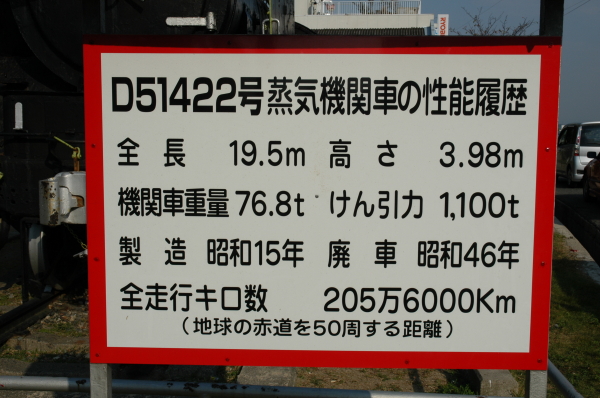 D51422号蒸気機関車の性能履歴
全長 19.5m 高さ 3.98m
機関車重量 76.8t けん引力 1,100t
製造 昭和15年 廃車 昭和46年
全走行キロ数 205万6000Km
(地球の赤道を50周する距離)